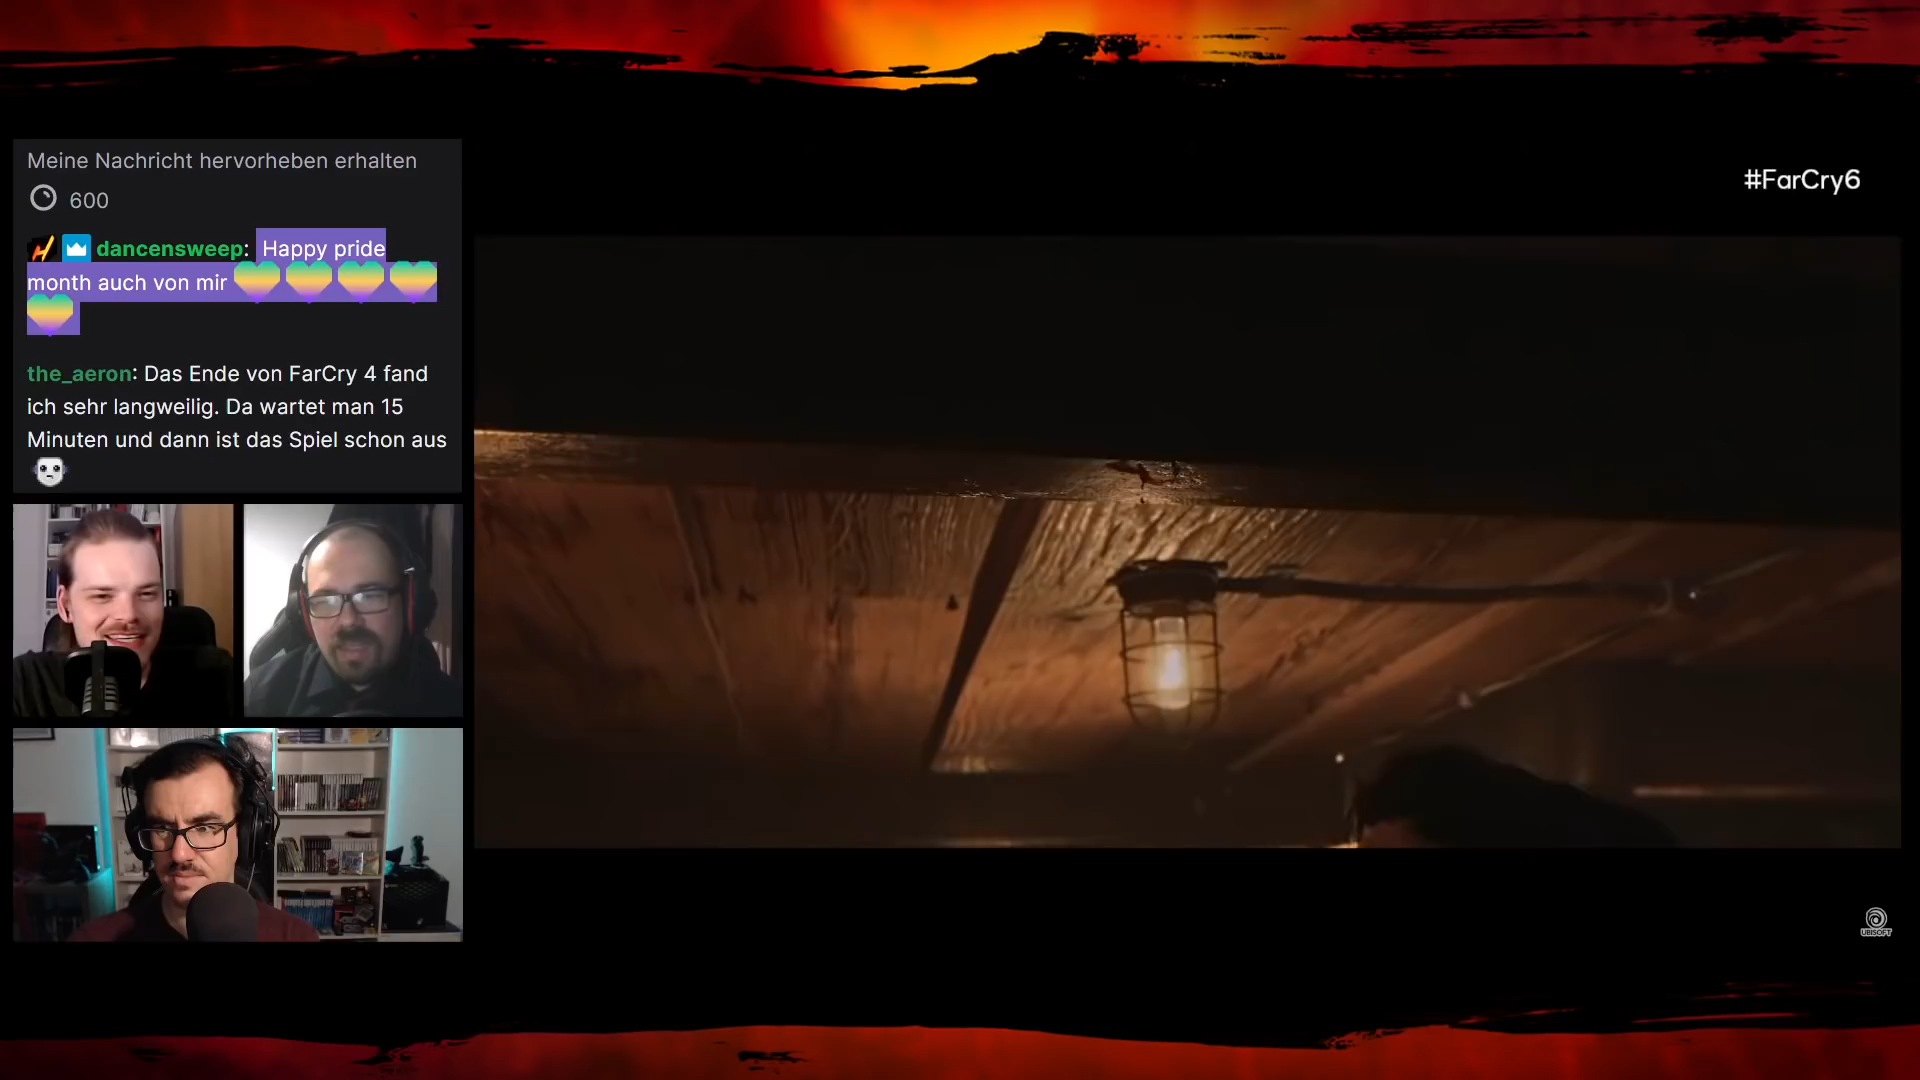 Meine Nachricht hervorheben erhalten
600
dancensweep: Happy pride
month auch von mir
the_aeron: Das Ende von FarCry 4 fand
ich sehr langweilig. Da wartet man 15
Minuten und dann ist das Spiel schon aus
#FarCry6
UBISOFT